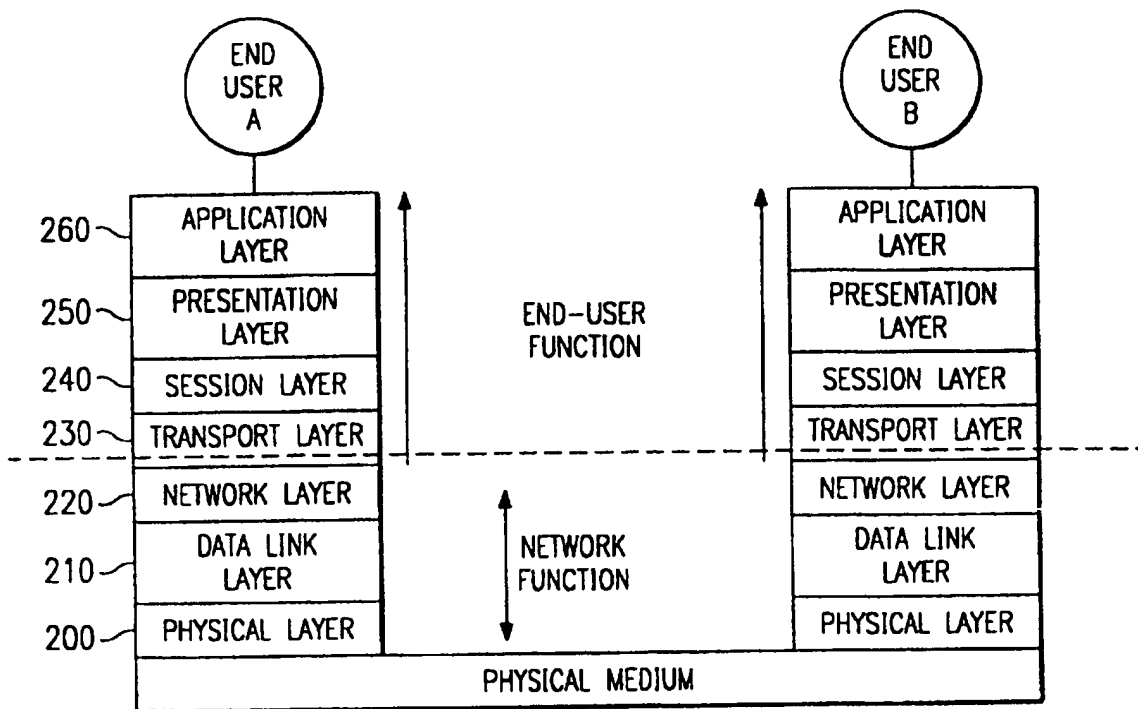 END
USER
A
END
USER
B
260
APPLICATION
LAYER
APPLICATION
LAYER
250
PRESENTATION
LAYER
END-USER
FUNCTION
PRESENTATION
LAYER
240
SESSION LAYER
SESSION LAYER
230
TRANSPORT LAYER
TRANSPORT LAYER
220
NETWORK LAYER
NETWORK LAYER
210
DATA LINK
LAYER
NETWORK
FUNCTION
DATA LINK
LAYER
200
PHYSICAL LAYER
PHYSICAL LAYER
PHYSICAL MEDIUM